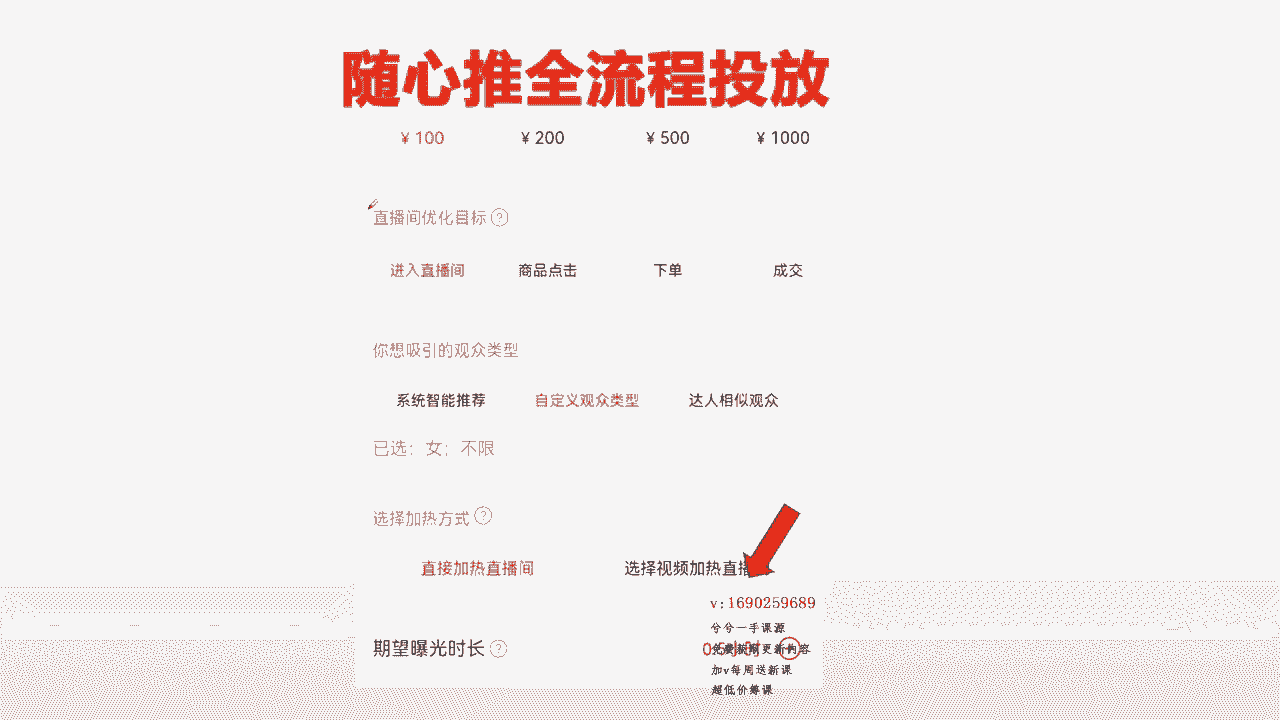 随心推全流程投放
¥ 100 ¥ 200 ¥ 500 ¥ 1000
直播间优化目标 ?
进入直播间 商品点击 下单 成交
你想吸引的观众类型
系统智能推荐 自定义观众类型 达人相似观众
已选：女；不限
选择加热方式 ?
直接加热直播间 选择视频加热直播
v:1690259689
兮兮一手课源
期望曝光时长 ? 0.5小时
免费 更新内容
加v每周送新课
超低价筹课